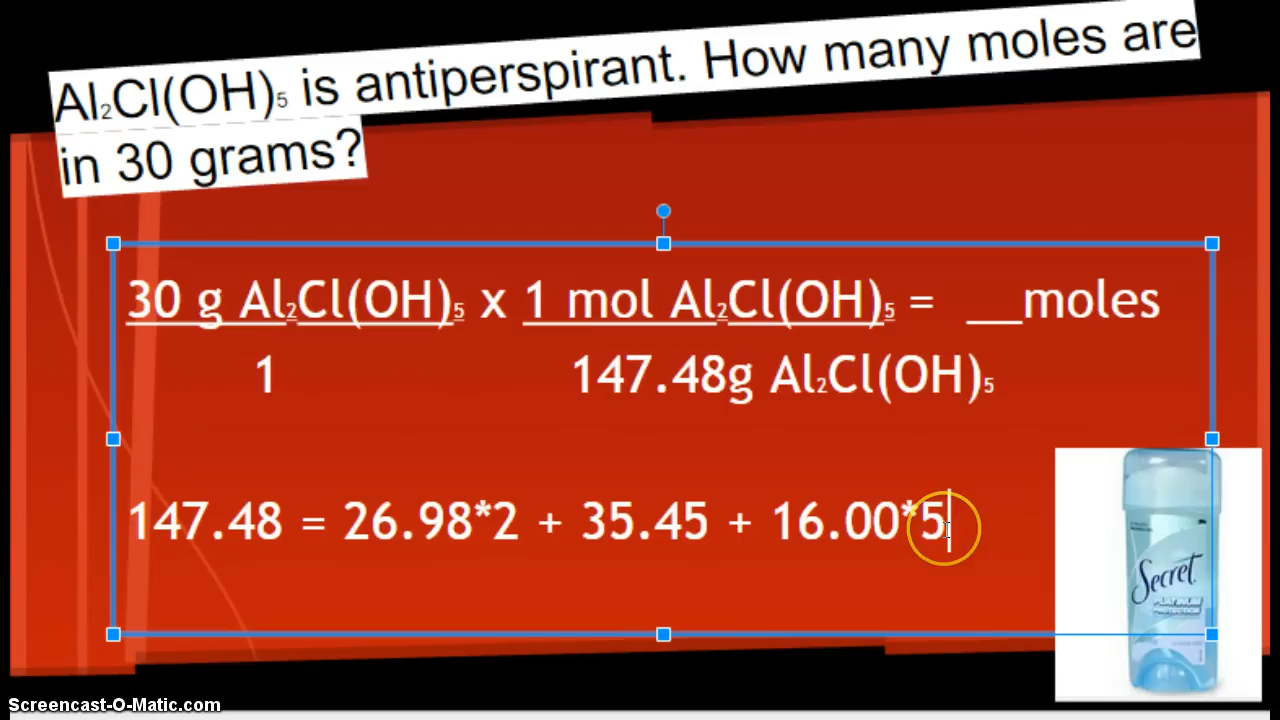 Al₂Cl(OH)₅ is antiperspirant. How many moles are
in 30 grams?
30 g Al₂Cl(OH)₅ x 1 mol Al₂Cl(OH)₅ = __moles
1 147.48g Al₂Cl(OH)₅
147.48 = 26.98*2 + 35.45 + 16.00*5
Secret
PLATINUM
PROTECTION
Screencast-O-Matic.com